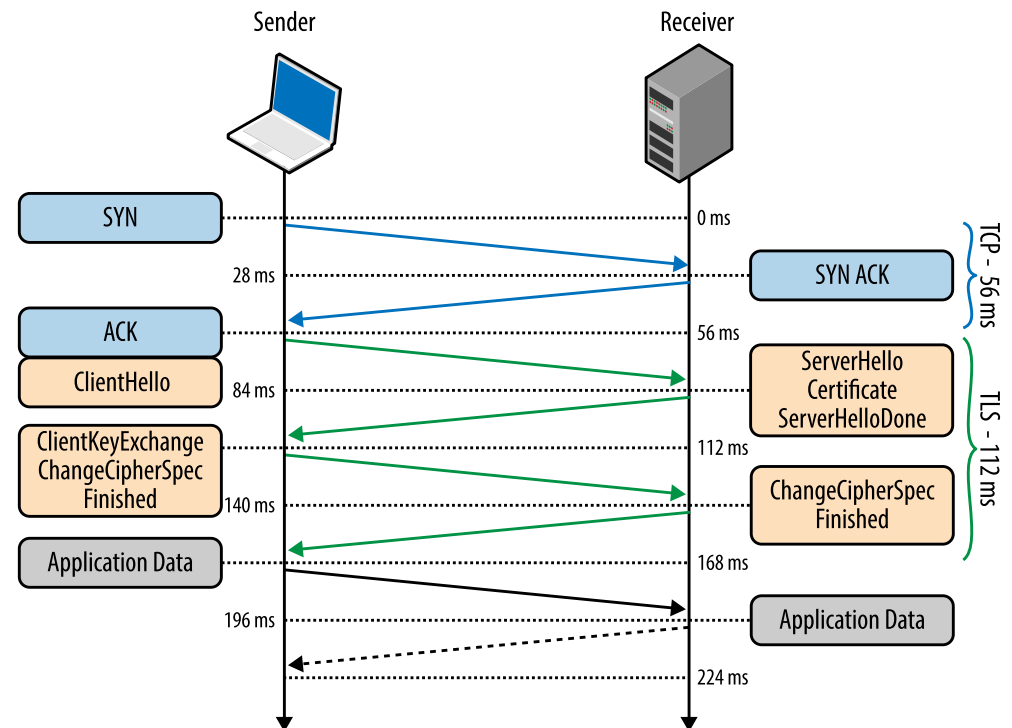 Sender
Receiver
SYN
0 ms
28 ms
SYN ACK
TCP - 56 ms
ACK
56 ms
ClientHello
84 ms
ServerHello
Certificate
ServerHelloDone
TLS - 112 ms
ClientKeyExchange
ChangeCipherSpec
Finished
112 ms
140 ms
ChangeCipherSpec
Finished
Application Data
168 ms
196 ms
Application Data
224 ms